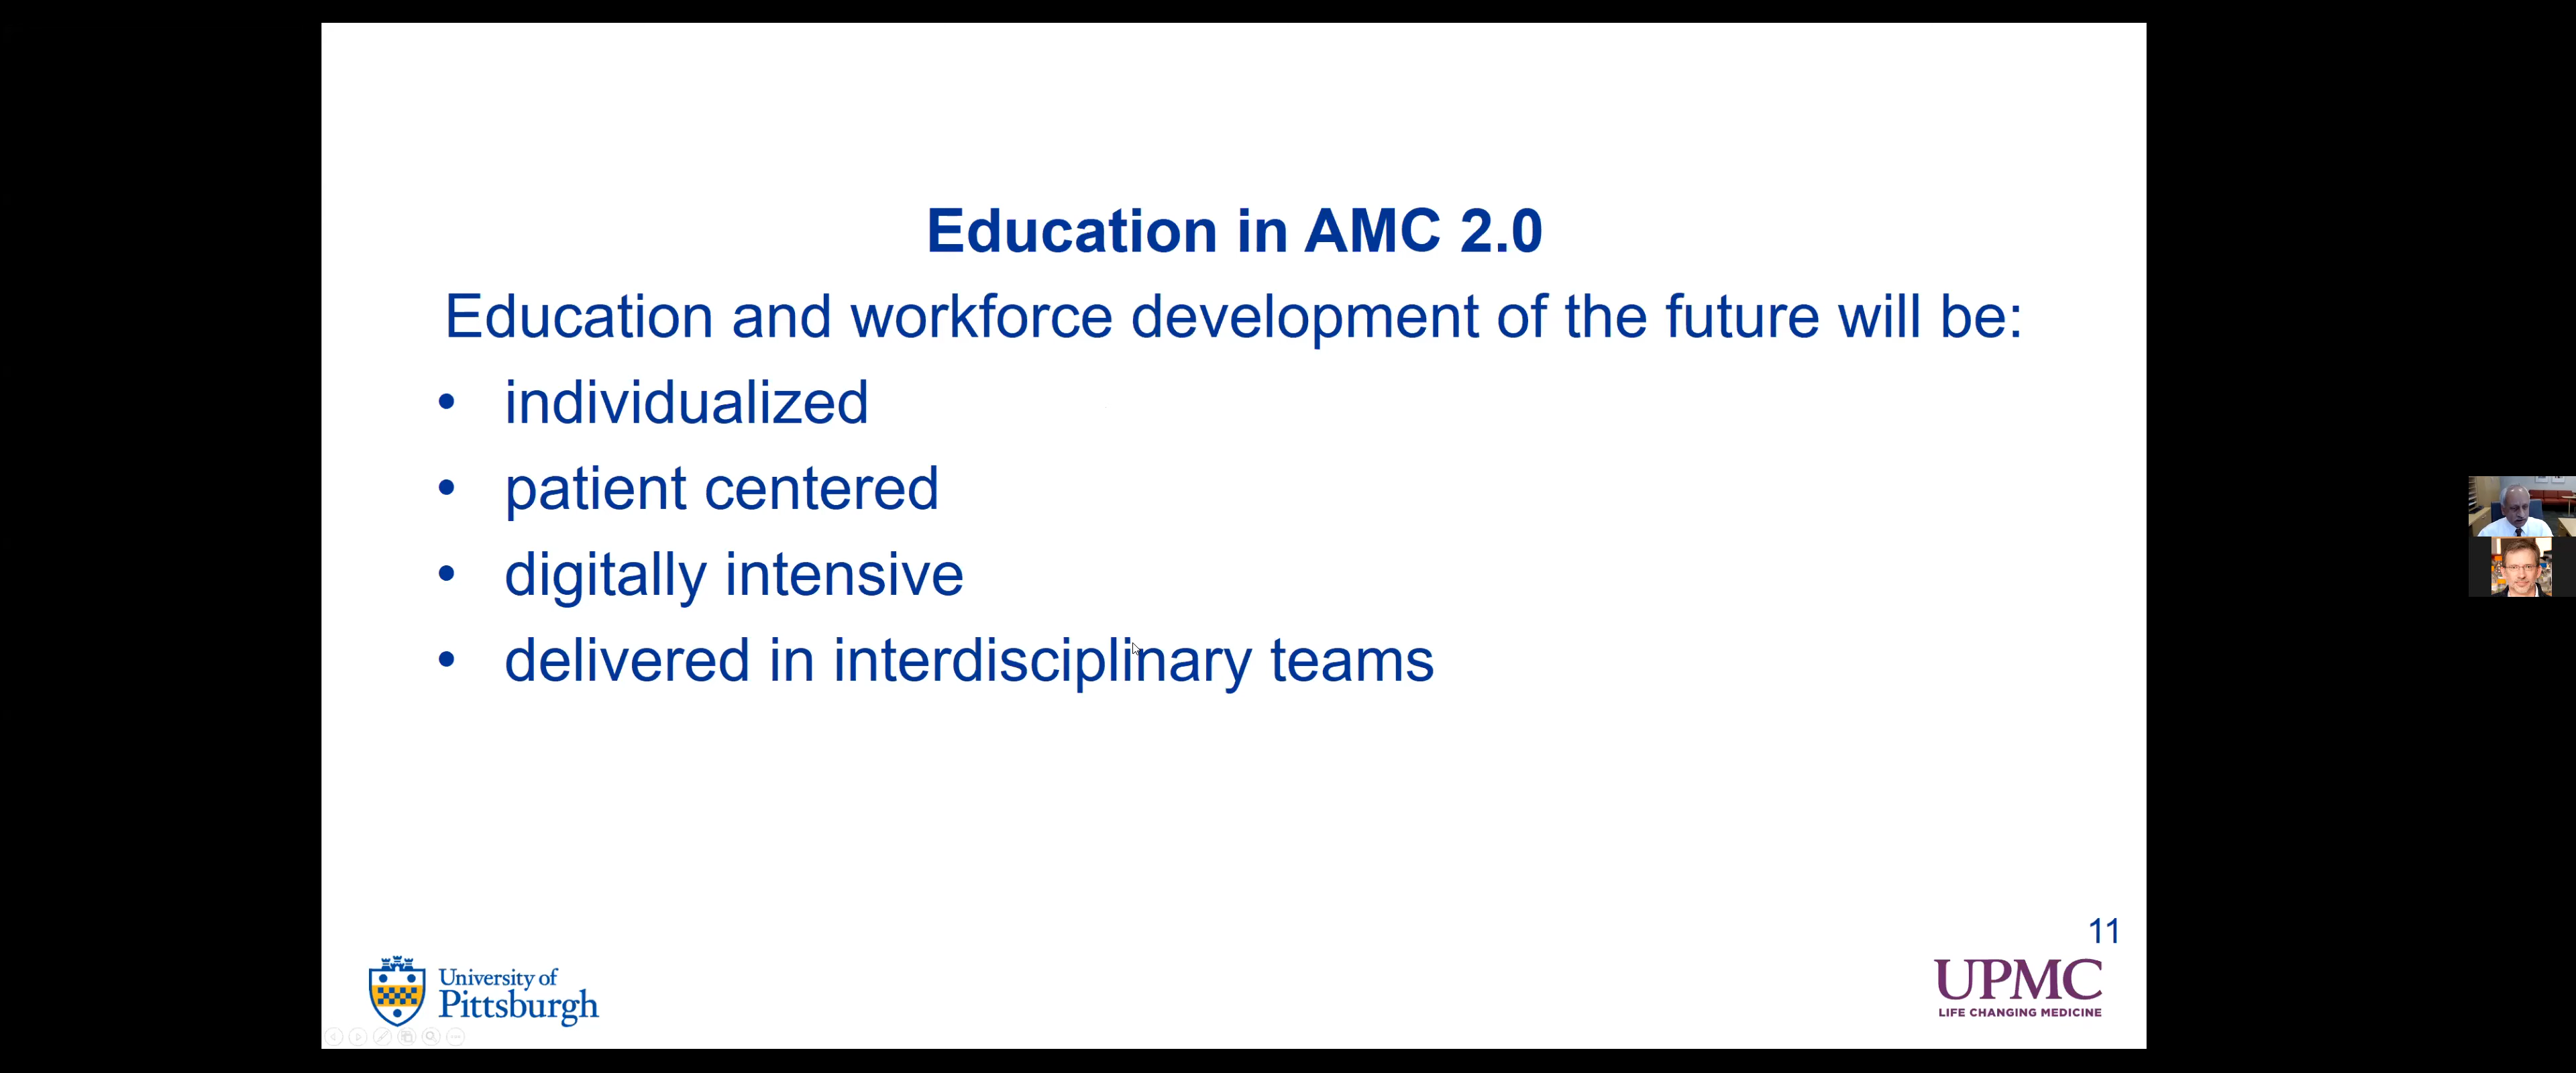 Education in AMC 2.0
Education and workforce development of the future will be:
• individualized
• patient centered
• digitally intensive
• delivered in interdisciplinary teams
11
University of
Pittsburgh
UPMC
LIFE CHANGING MEDICINE